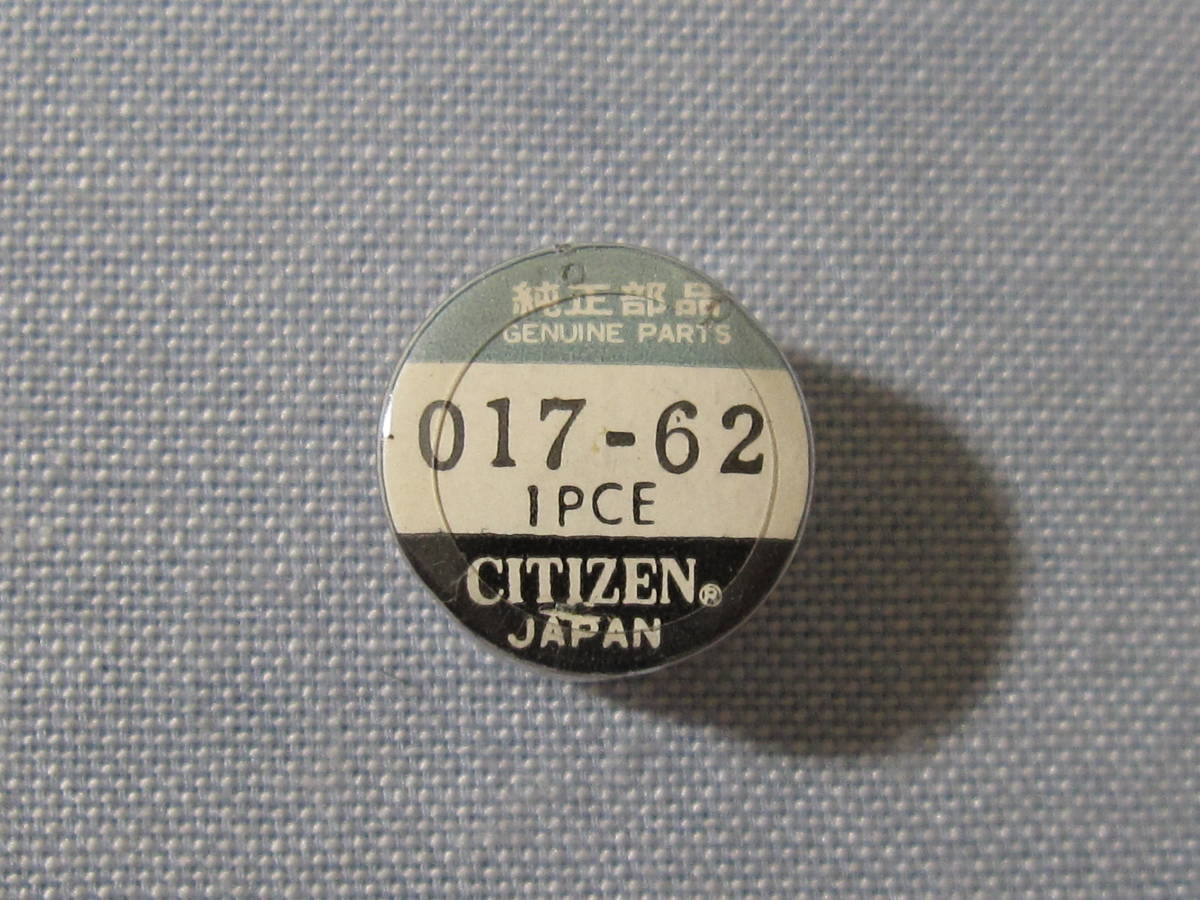 純正部品
GENUINE PARTS
017-62
1PCE
CITIZEN®
JAPAN